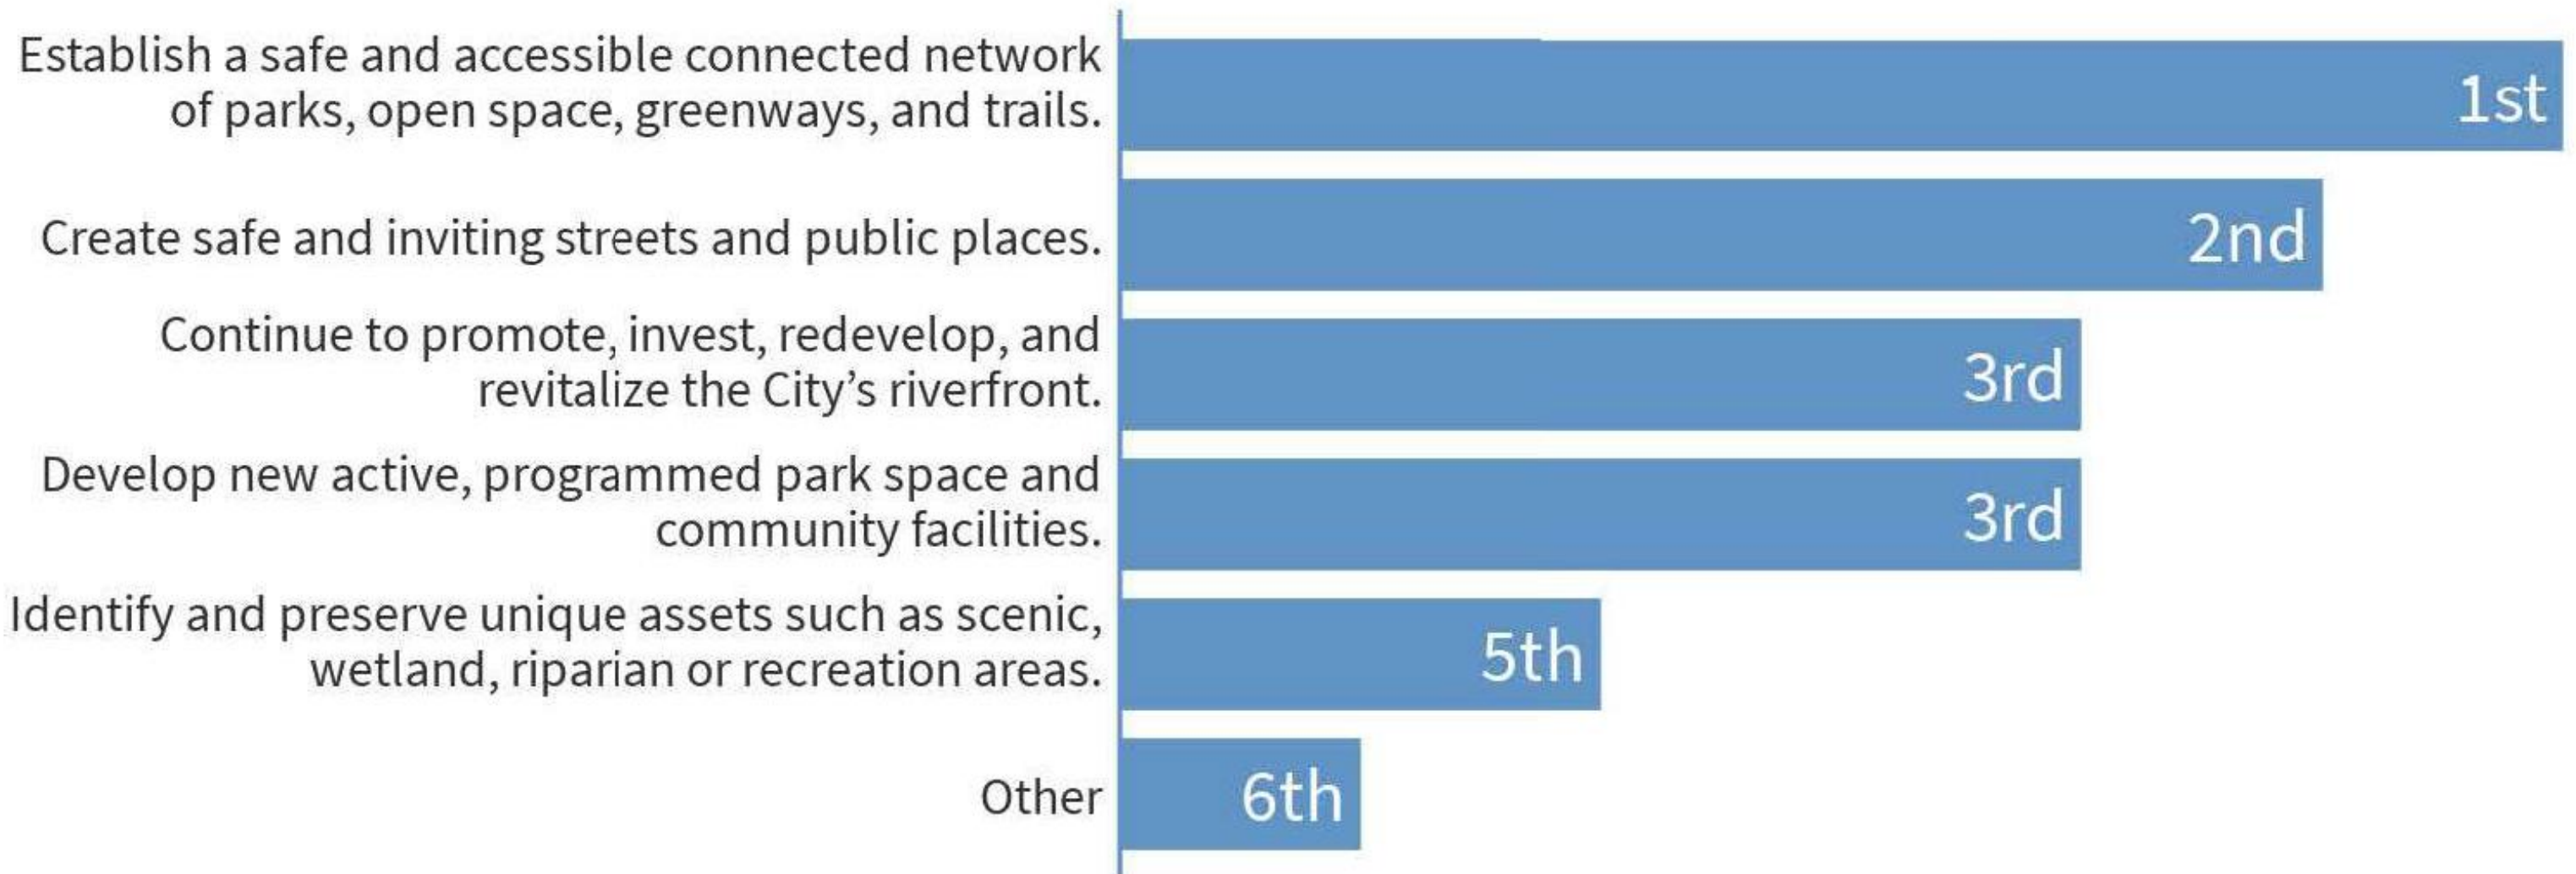 Establish a safe and accessible connected network
of parks, open space, greenways, and trails.
1st
Create safe and inviting streets and public places.
2nd
Continue to promote, invest, redevelop, and
revitalize the City’s riverfront.
3rd
Develop new active, programmed park space and
community facilities.
3rd
Identify and preserve unique assets such as scenic,
wetland, riparian or recreation areas.
5th
Other
6th